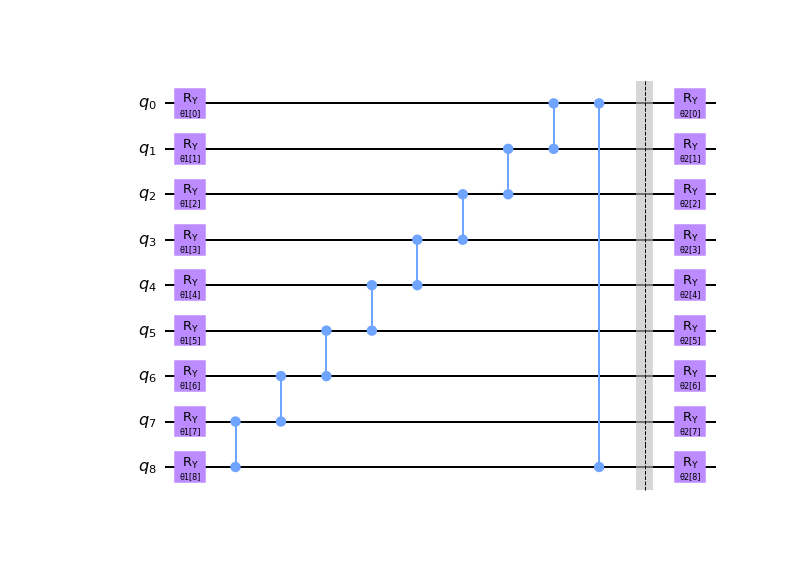 q0 RY θ1[0] RY θ2[0]
q1 RY θ1[1] RY θ2[1]
q2 RY θ1[2] RY θ2[2]
q3 RY θ1[3] RY θ2[3]
q4 RY θ1[4] RY θ2[4]
q5 RY θ1[5] RY θ2[5]
q6 RY θ1[6] RY θ2[6]
q7 RY θ1[7] RY θ2[7]
q8 RY θ1[8] RY θ2[8]